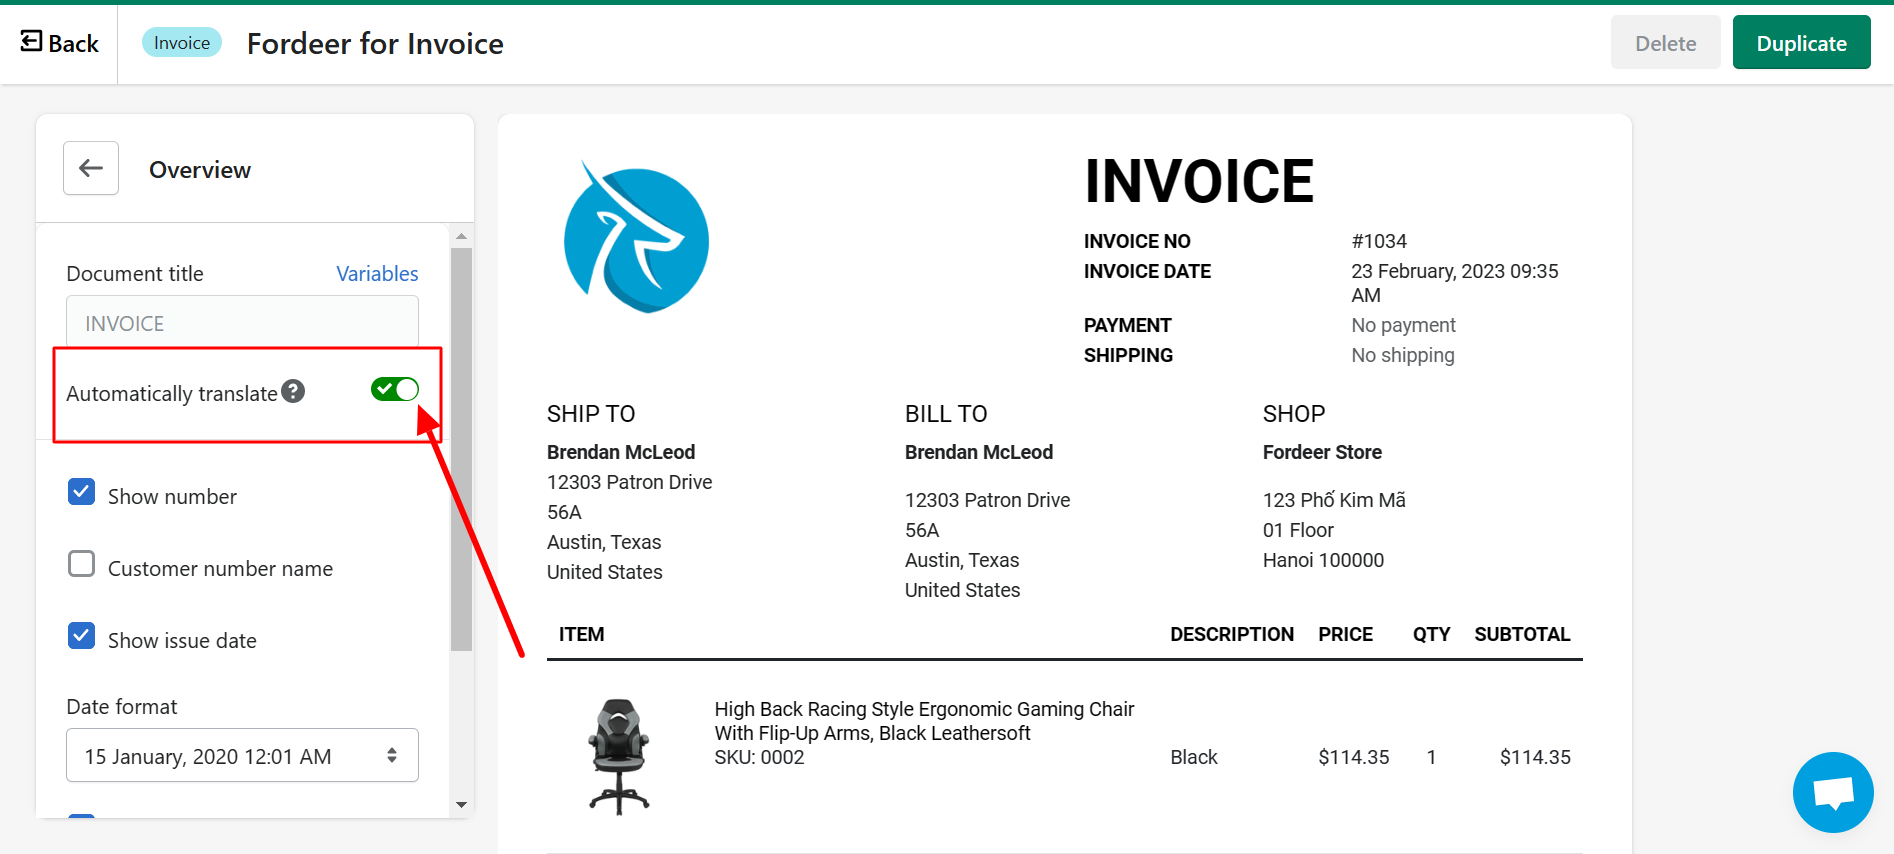 Back
Invoice
Fordeer for Invoice
Delete
Duplicate
Overview
Document title
Variables
INVOICE
Automatically translate ?
Show number
Customer number name
Show issue date
Date format
15 January, 2020 12:01 AM
INVOICE
INVOICE NO #1034
INVOICE DATE 23 February, 2023 09:35
AM
PAYMENT No payment
SHIPPING No shipping
SHIP TO
Brendan McLeod
12303 Patron Drive
56A
Austin, Texas
United States
BILL TO
Brendan McLeod
12303 Patron Drive
56A
Austin, Texas
United States
SHOP
Fordeer Store
123 Phố Kim Mã
01 Floor
Hanoi 100000
ITEM DESCRIPTION PRICE QTY SUBTOTAL
High Back Racing Style Ergonomic Gaming Chair
With Flip-Up Arms, Black Leathersoft
SKU: 0002 Black $114.35 1 $114.35